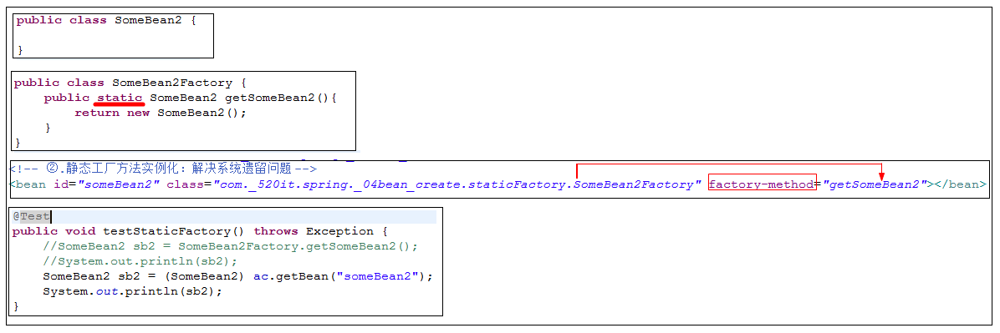 public class SomeBean2 {
}
public class SomeBean2Factory {
public static SomeBean2 getSomeBean2(){
return new SomeBean2();
}
}
<!-- ②.静态工厂方法实例化：解决系统遗留问题 -->
<bean id="someBean2" class="com._520it.spring._04bean_create.staticFactory.SomeBean2Factory" factory-method="getSomeBean2"></bean>
@Test
public void testStaticFactory() throws Exception {
//SomeBean2 sb2 = SomeBean2Factory.getSomeBean2();
//System.out.println(sb2);
SomeBean2 sb2 = (SomeBean2) ac.getBean("someBean2");
System.out.println(sb2);
}